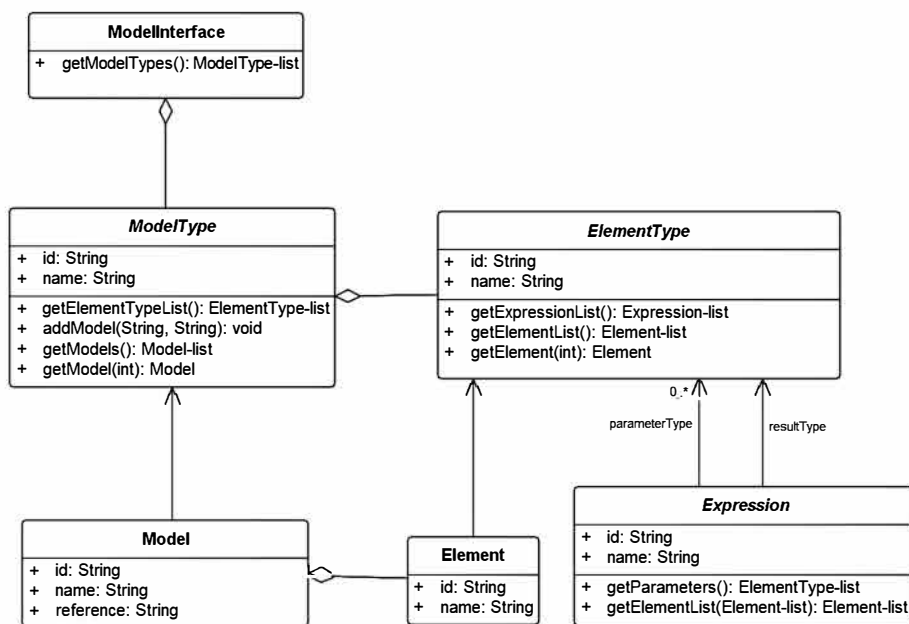 ModelInterface
+ getModelTypes(): ModelType-list
ModelType
+ id: String
+ name: String
+ getElementTypeList(): ElementType-list
+ addModel(String, String): void
+ getModels(): Model-list
+ getModel(int): Model
ElementType
+ id: String
+ name: String
+ getExpressionList(): Expression-list
+ getElementList(): Element-list
+ getElement(int): Element
0..*
parameterType
resultType
Model
+ id: String
+ name: String
+ reference: String
Element
+ id: String
+ name: String
Expression
+ id: String
+ name: String
+ getParameters(): ElementType-list
+ getElementList(Element-list): Element-list